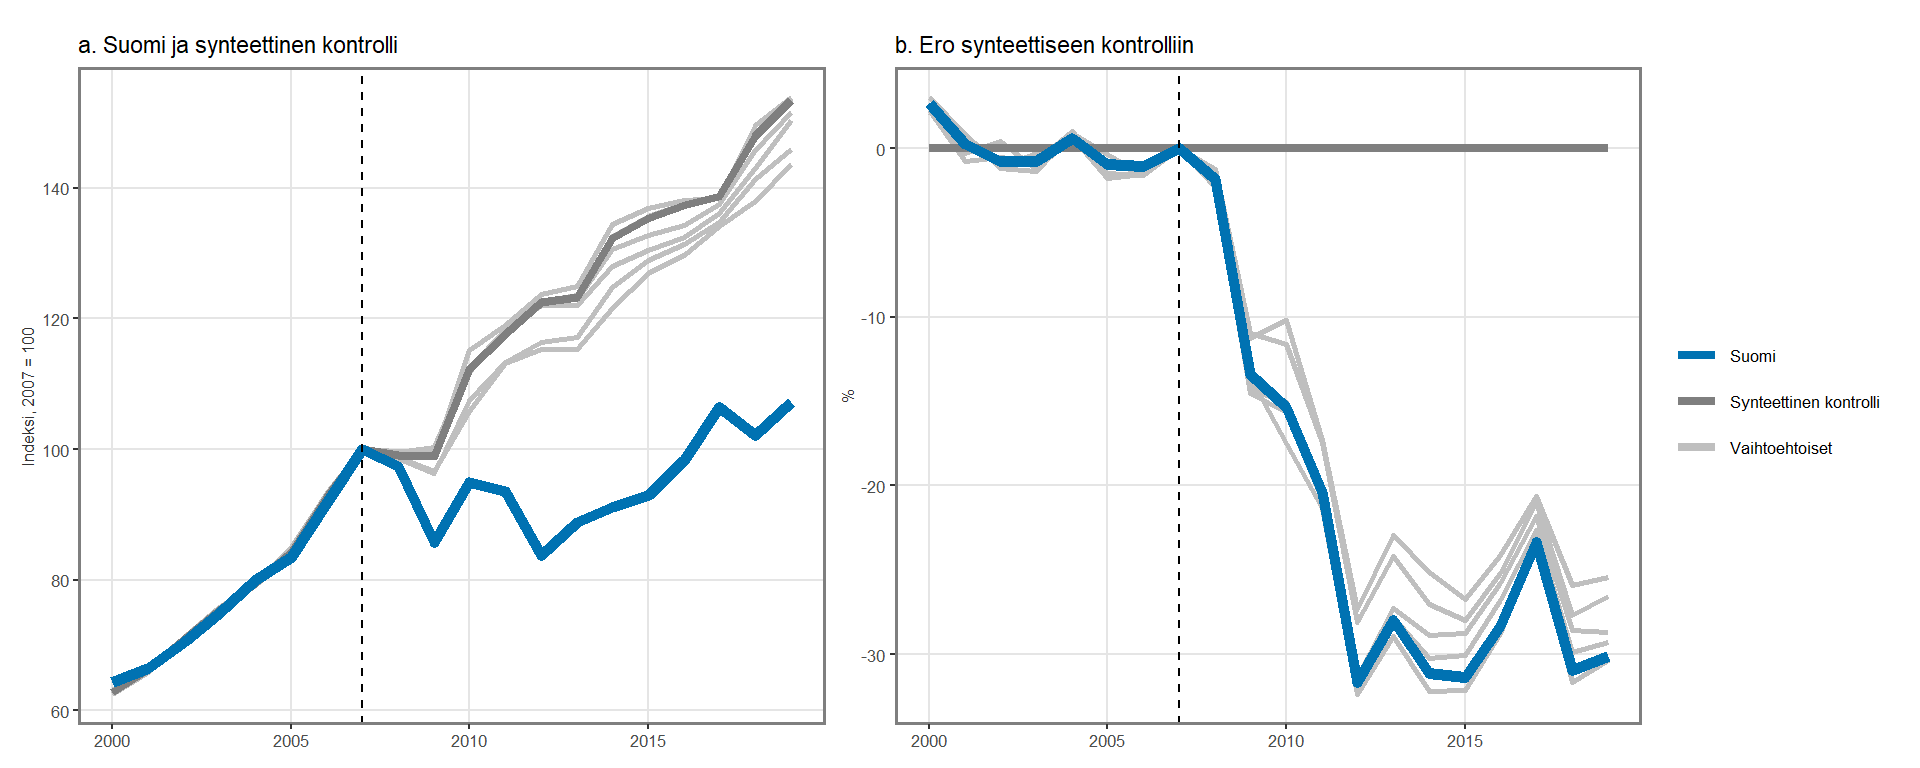 a. Suomi ja synteettinen kontrolli
Indeksi, 2007 = 100
140
120
100
80
60
2000 2005 2010 2015
b. Ero synteettiseen kontrolliin
%
0
-10
-20
-30
2000 2005 2010 2015
Suomi
Synteettinen kontrolli
Vaihtoehtoiset